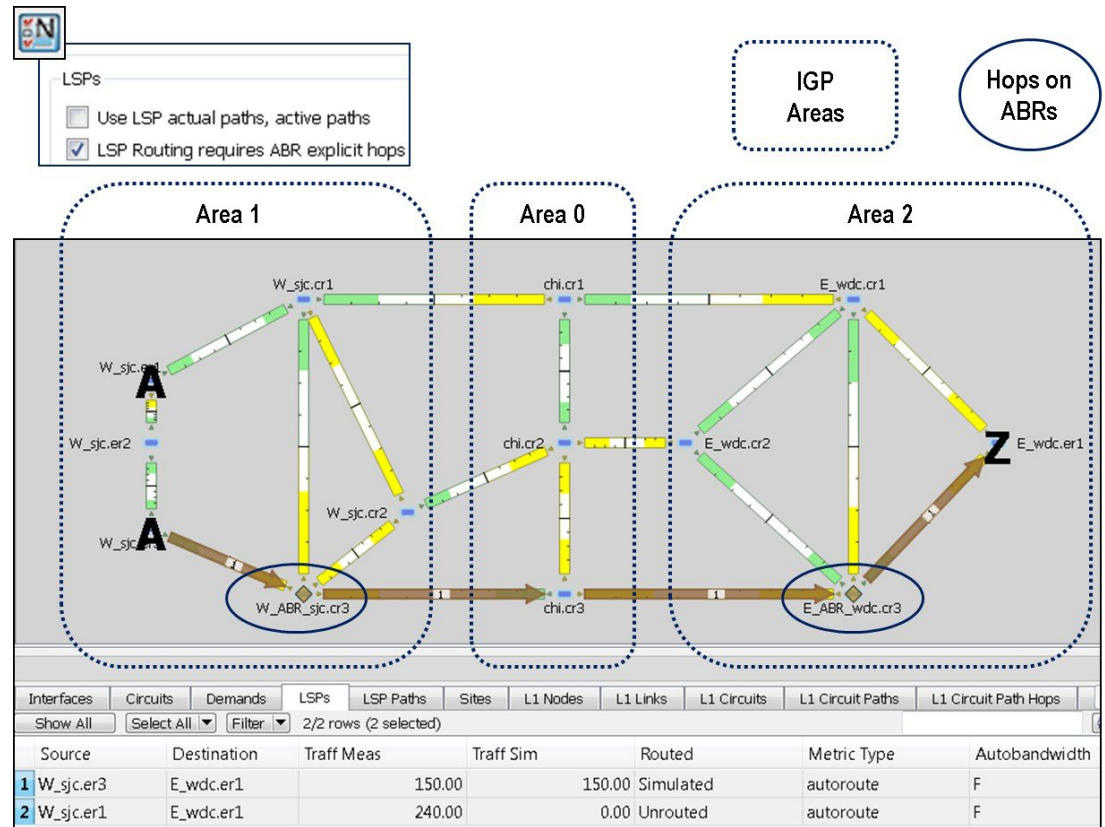 N
LSPs
Use LSP actual paths, active paths
LSP Routing requires ABR explicit hops
IGP
Areas
Hops on
ABRs
Area 1
Area 0
Area 2
W_sjc.cr1
chi.cr1
E_wdc.cr1
A
W_sjc.er2
chi.cr2
E_wdc.cr2
Z
E_wdc.er1
W_sjc.cr2
A
1
1
1
1
W_ABR_sjc.cr3
chi.cr3
E_ABR_wdc.cr3
Interfaces Circuits Demands LSPs LSP Paths Sites L1 Nodes L1 Links L1 Circuits L1 Circuit Paths L1 Circuit Path Hops
Show All Select All Filter 2/2 rows (2 selected)
Source Destination Traff Meas Traff Sim Routed Metric Type Autobandwidth
1 W_sjc.er3 E_wdc.er1 150.00 150.00 Simulated autoroute F
2 W_sjc.er1 E_wdc.er1 240.00 0.00 Unrouted autoroute F